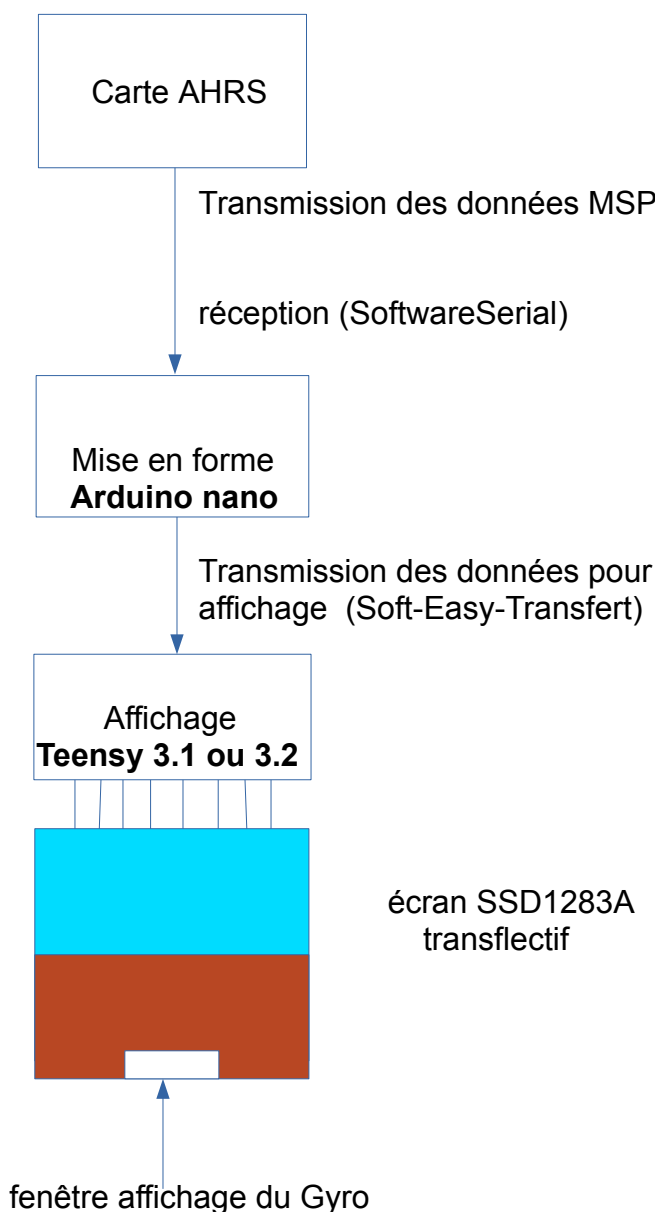 Carte AHRS
Transmission des données MSP
réception (SoftwareSerial)
Mise en forme
Arduino nano
Transmission des données pour
affichage (Soft-Easy-Transfert)
Affichage
Teensy 3.1 ou 3.2
écran SSD1283A
transflectif
fenêtre affichage du Gyro